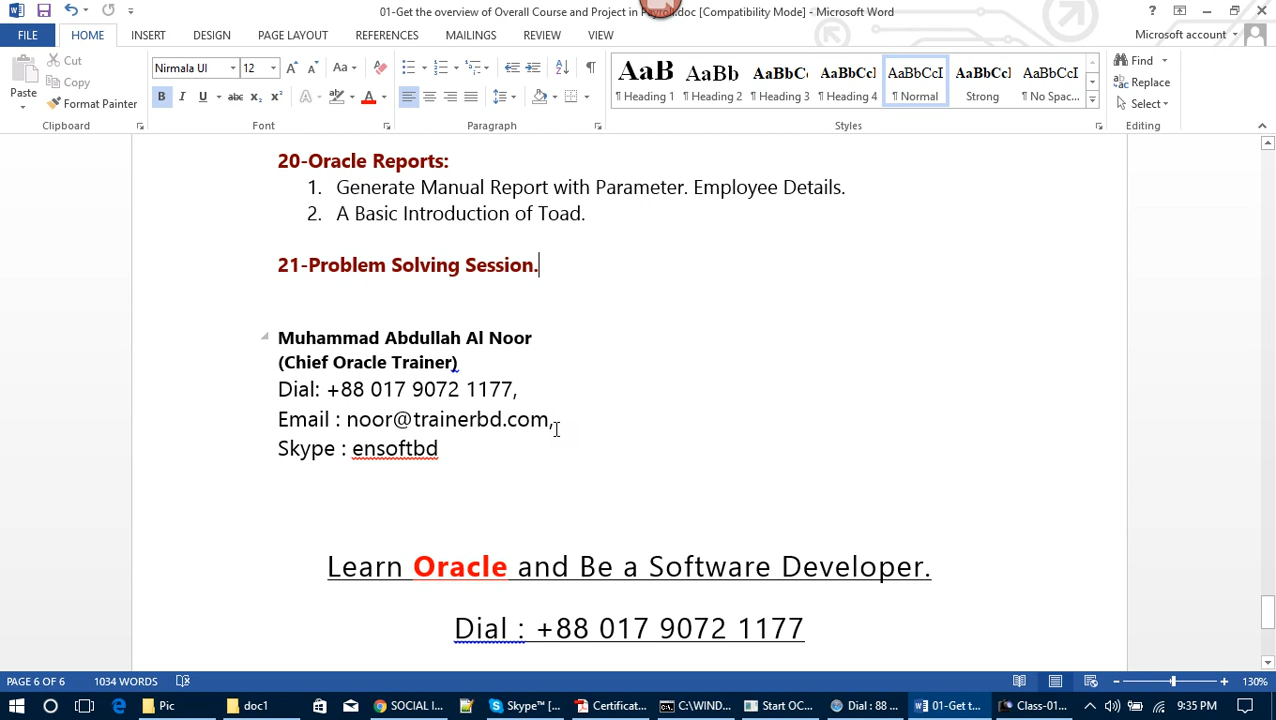 01-Get the overview of Overall Course and Project in Payroll.doc [Compatibility Mode] - Microsoft Word
FILE HOME INSERT DESIGN PAGE LAYOUT REFERENCES MAILINGS REVIEW VIEW Microsoft account
Paste
Cut
Copy
Format Painter
Clipboard
Nirmala UI 12
Font
Paragraph
AaB AaBb AaBbC AaBbCcI AaBbCcI AaBbCcI AaBbCcI
Heading 1 Heading 2 Heading 3 Heading 4 ¶ Normal Strong ¶ No Spac...
Styles
Find
Replace
Select
Editing
20-Oracle Reports:
1. Generate Manual Report with Parameter. Employee Details.
2. A Basic Introduction of Toad.
21-Problem Solving Session.
Muhammad Abdullah Al Noor
(Chief Oracle Trainer)
Dial: +88 017 9072 1177,
Email : noor@trainerbd.com,
Skype : ensoftbd
Learn Oracle and Be a Software Developer.
Dial : +88 017 9072 1177
PAGE 6 OF 6 1034 WORDS 130%
Pic doc1 SOCIAL I... Skype™ [... Certificat... C:\WIND... Start OC... Dial : 88 ... 01-Get t... Class-01... 9:35 PM